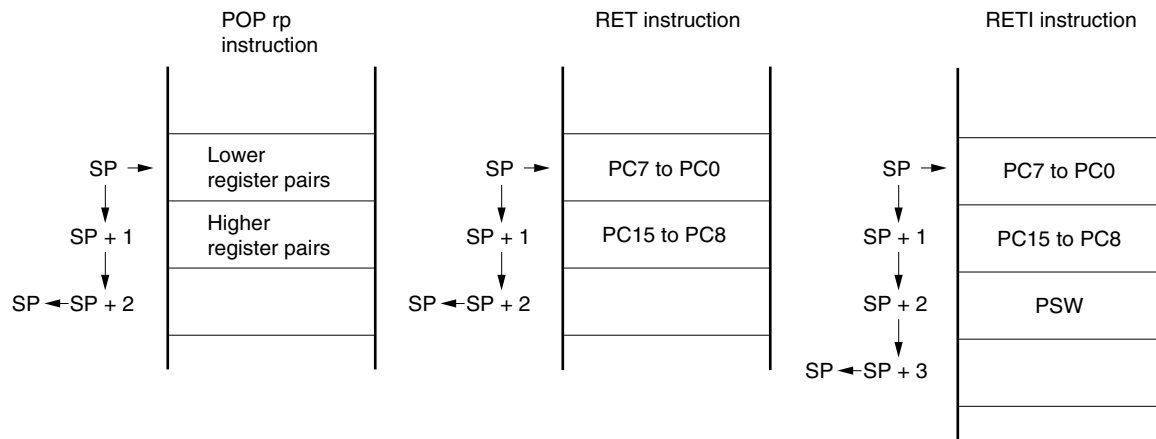 POP rp
instruction
SP
Lower
register pairs
SP + 1
Higher
register pairs
SP
SP + 2
RET instruction
SP
PC7 to PC0
SP + 1
PC15 to PC8
SP
SP + 2
RETI instruction
SP
PC7 to PC0
SP + 1
PC15 to PC8
SP + 2
PSW
SP
SP + 3